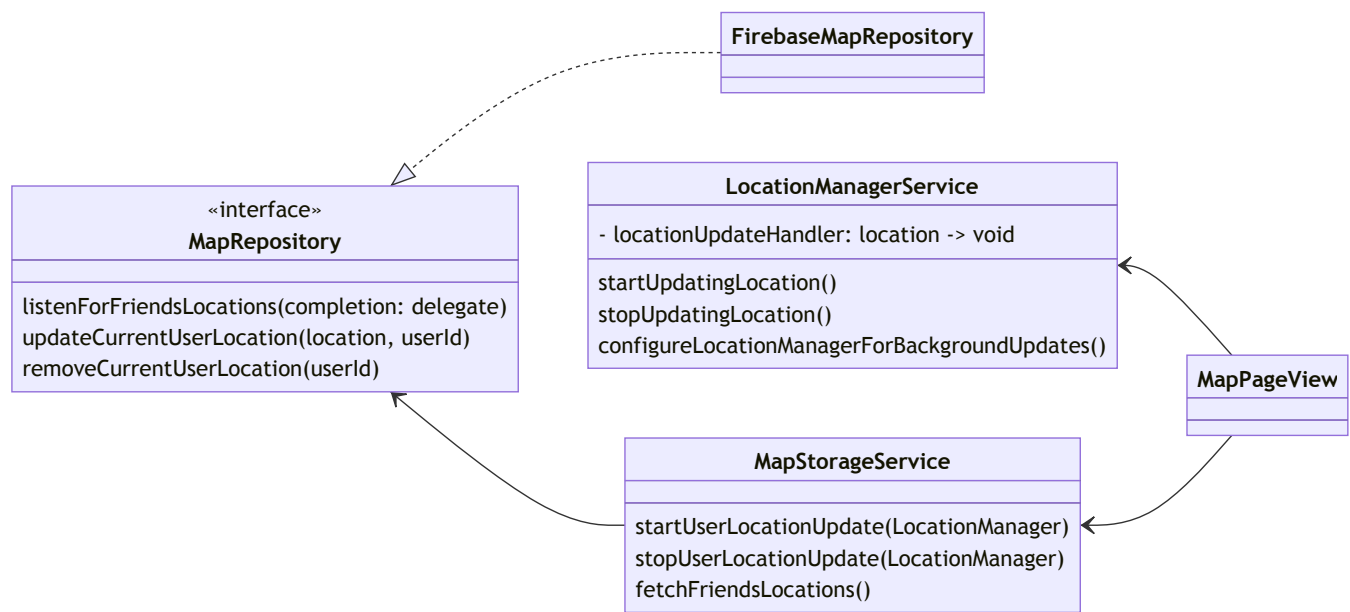 FirebaseMapRepository
«interface»
MapRepository
listenForFriendsLocations(completion: delegate)
updateCurrentUserLocation(location, userId)
removeCurrentUserLocation(userId)
LocationManagerService
- locationUpdateHandler: location -> void
startUpdatingLocation()
stopUpdatingLocation()
configureLocationManagerForBackgroundUpdates()
MapPageView
MapStorageService
startUserLocationUpdate(LocationManager)
stopUserLocationUpdate(LocationManager)
fetchFriendsLocations()